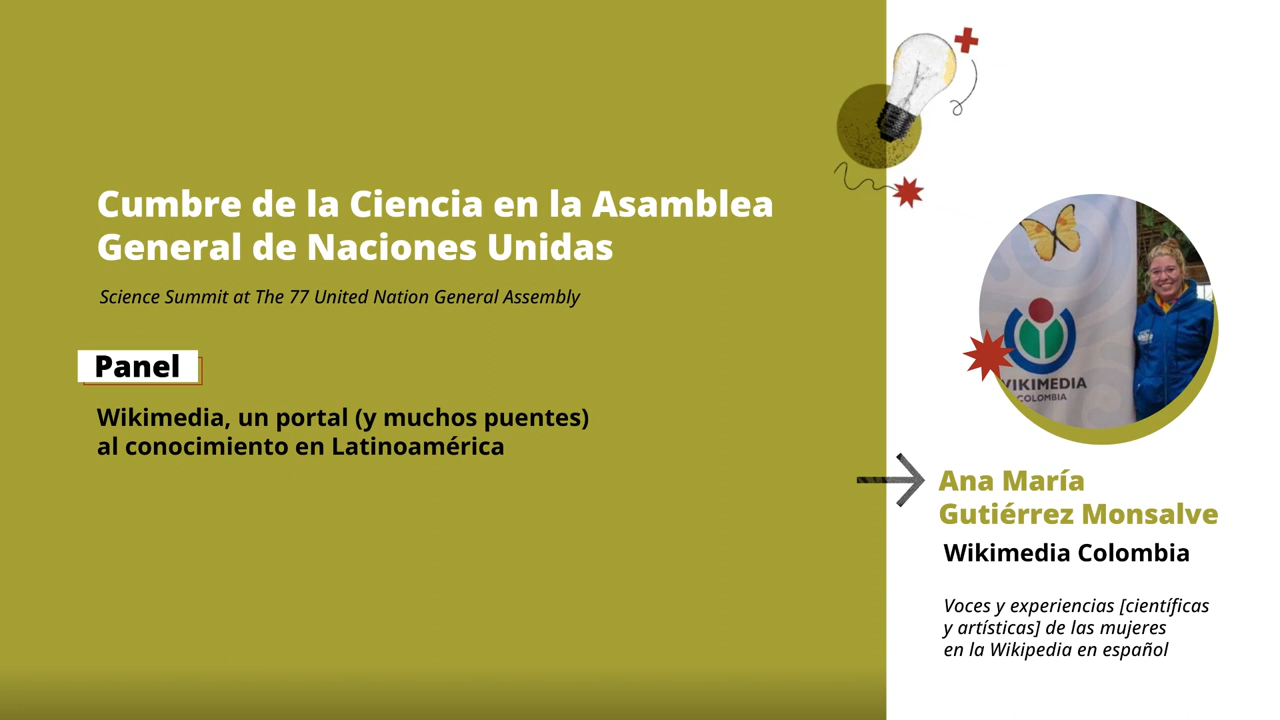 Cumbre de la Ciencia en la Asamblea
General de Naciones Unidas
Science Summit at The 77 United Nation General Assembly
Panel
Wikimedia, un portal (y muchos puentes)
al conocimiento en Latinoamérica
WIKIMEDIA
COLOMBIA
Ana María
Gutiérrez Monsalve
Wikimedia Colombia
Voces y experiencias [científicas
y artísticas] de las mujeres
en la Wikipedia en español